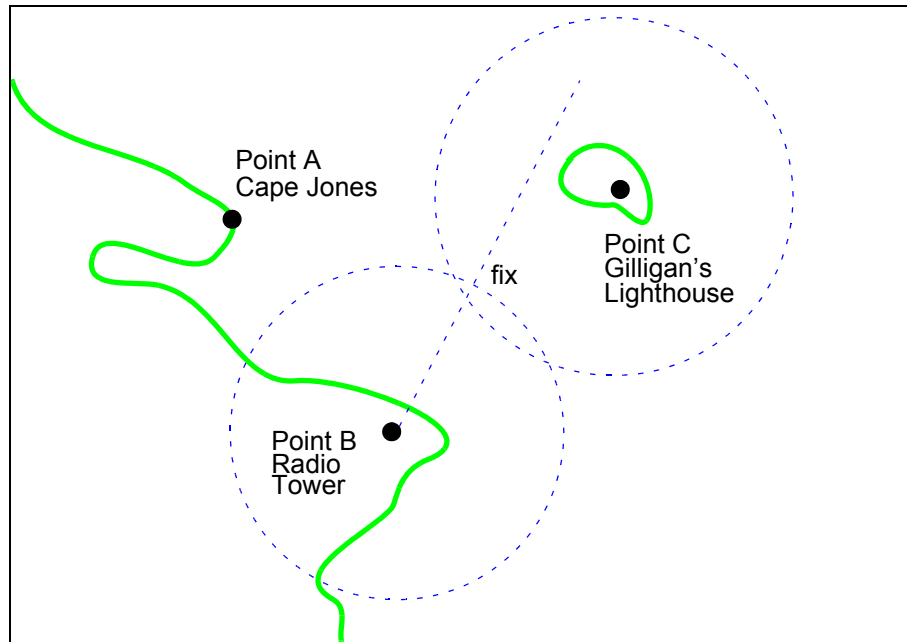 Point A
Cape Jones
Point C
Gilligan’s
Lighthouse
fix
Point B
Radio
Tower